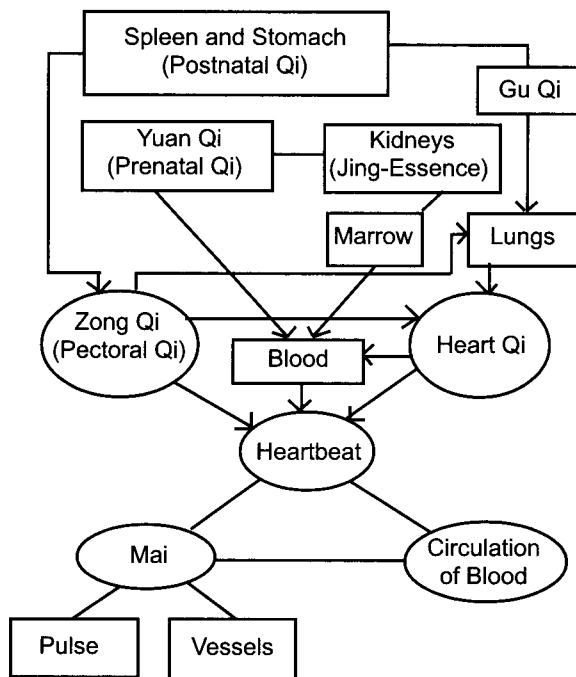 Spleen and Stomach
(Postnatal Qi)
Gu Qi
Yuan Qi
(Prenatal Qi)
Kidneys
(Jing-Essence)
Marrow
Lungs
Zong Qi
(Pectoral Qi)
Blood
Heart Qi
Heartbeat
Mai
Circulation
of Blood
Pulse
Vessels